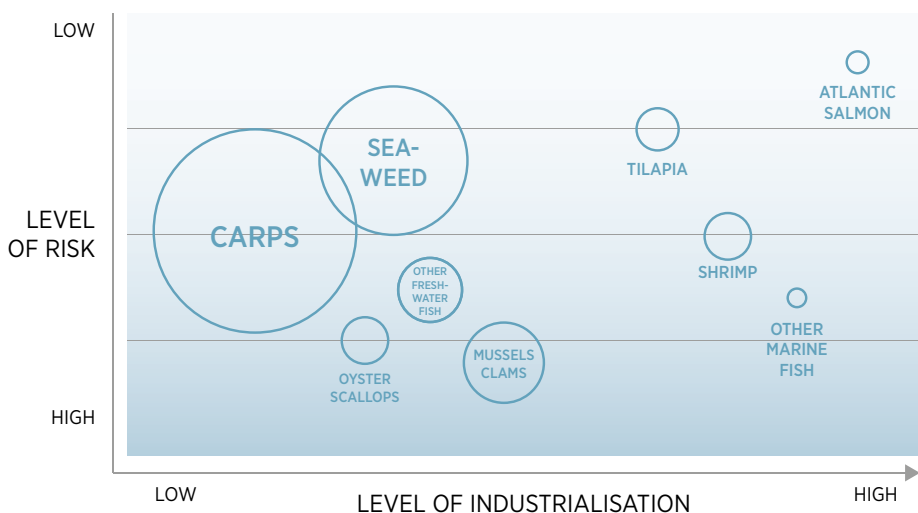 LOW
ATLANTIC
SALMON
SEA-
WEED
TILAPIA
LEVEL
OF RISK
CARPS
SHRIMP
OTHER
FRESH-
WATER
FISH
OTHER
MARINE
FISH
MUSSELS
CLAMS
OYSTER
SCALLOPS
HIGH
LOW
LEVEL OF INDUSTRIALISATION
HIGH